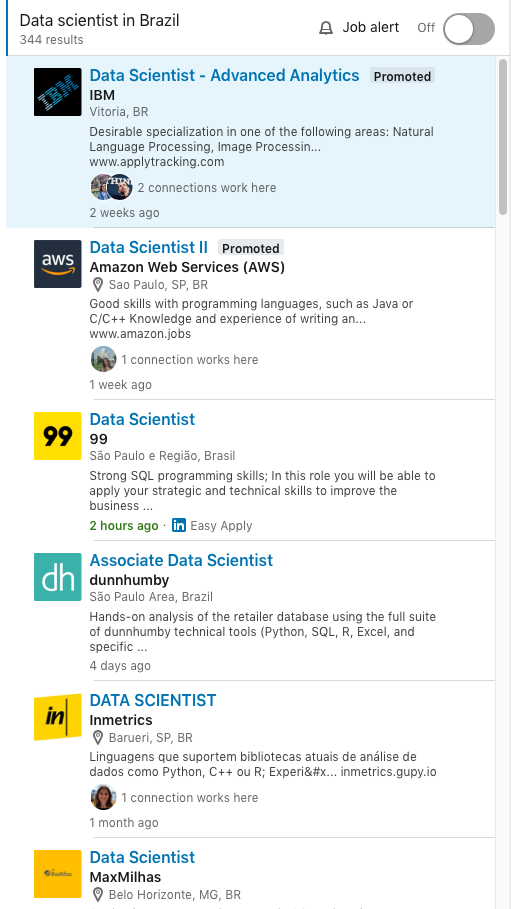 Data scientist in Brazil
344 results
Job alert
Off
IBM
Data Scientist - Advanced Analytics
Promoted
IBM
Vitoria, BR
Desirable specialization in one of the following areas: Natural
Language Processing, Image Processin...
www.applytracking.com
2 connections work here
2 weeks ago
aws
Data Scientist II
Promoted
Amazon Web Services (AWS)
Sao Paulo, SP, BR
Good skills with programming languages, such as Java or
C/C++ Knowledge and experience of writing an...
www.amazon.jobs
1 connection works here
1 week ago
99
Data Scientist
99
São Paulo e Região, Brasil
Strong SQL programming skills; In this role you will be able to
apply your strategic and technical skills to improve the
business ...
2 hours ago · in Easy Apply
dh
Associate Data Scientist
dunnhumby
São Paulo Area, Brazil
Hands-on analysis of the retailer database using the full suite
of dunnhumby technical tools (Python, SQL, R, Excel, and
specific ...
4 days ago
in
DATA SCIENTIST
Inmetrics
Barueri, SP, BR
Linguagens que suportem bibliotecas atuais de análise de
dados como Python, C++ ou R; Experi&#x... inmetrics.gupy.io
1 connection works here
1 month ago
MaxMilhas
Data Scientist
MaxMilhas
Belo Horizonte, MG, BR